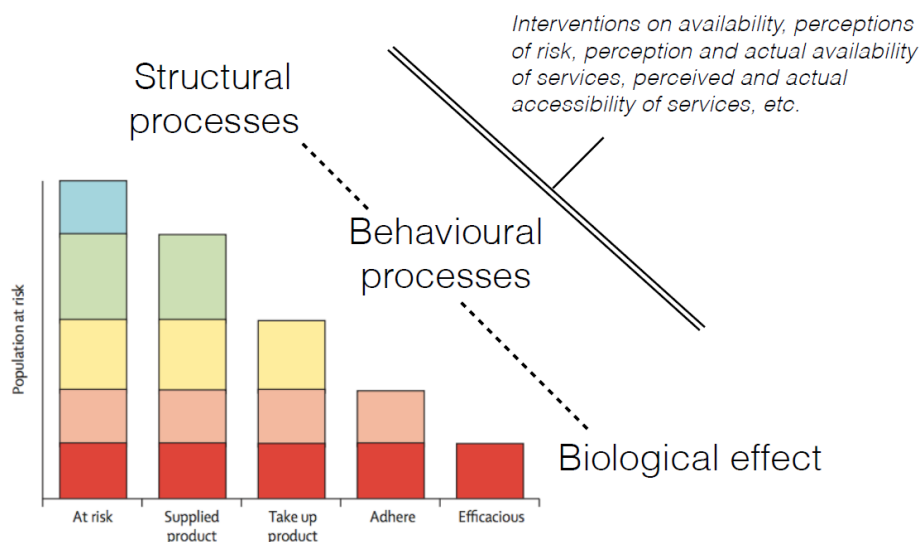 Interventions on availability, perceptions
of risk, perception and actual availability
of services, perceived and actual
accessibility of services, etc.
Structural
processes
Behavioural
processes
Biological effect
Population at risk
At risk
Supplied
product
Take up
product
Adhere
Efficacious